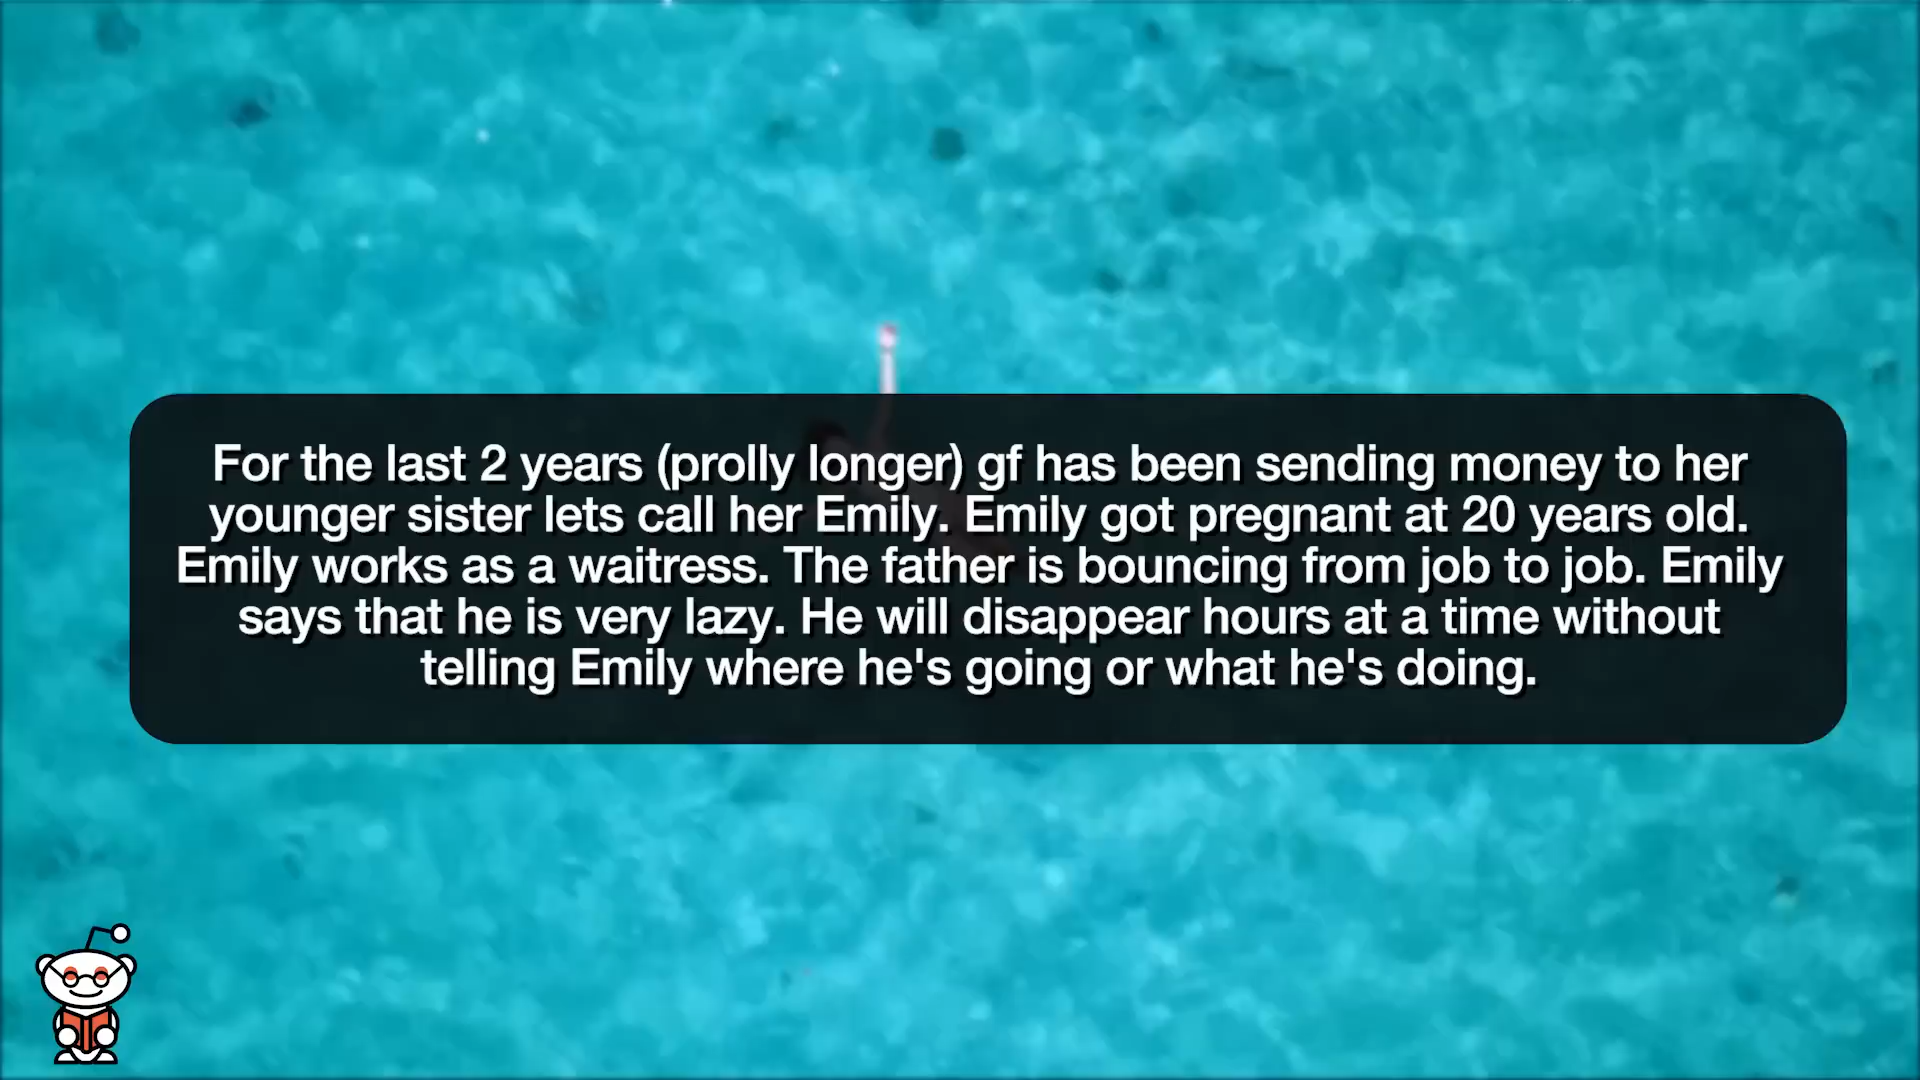 For the last 2 years (prolly longer) gf has been sending money to her
younger sister lets call her Emily. Emily got pregnant at 20 years old.
Emily works as a waitress. The father is bouncing from job to job. Emily
says that he is very lazy. He will disappear hours at a time without
telling Emily where he's going or what he's doing.